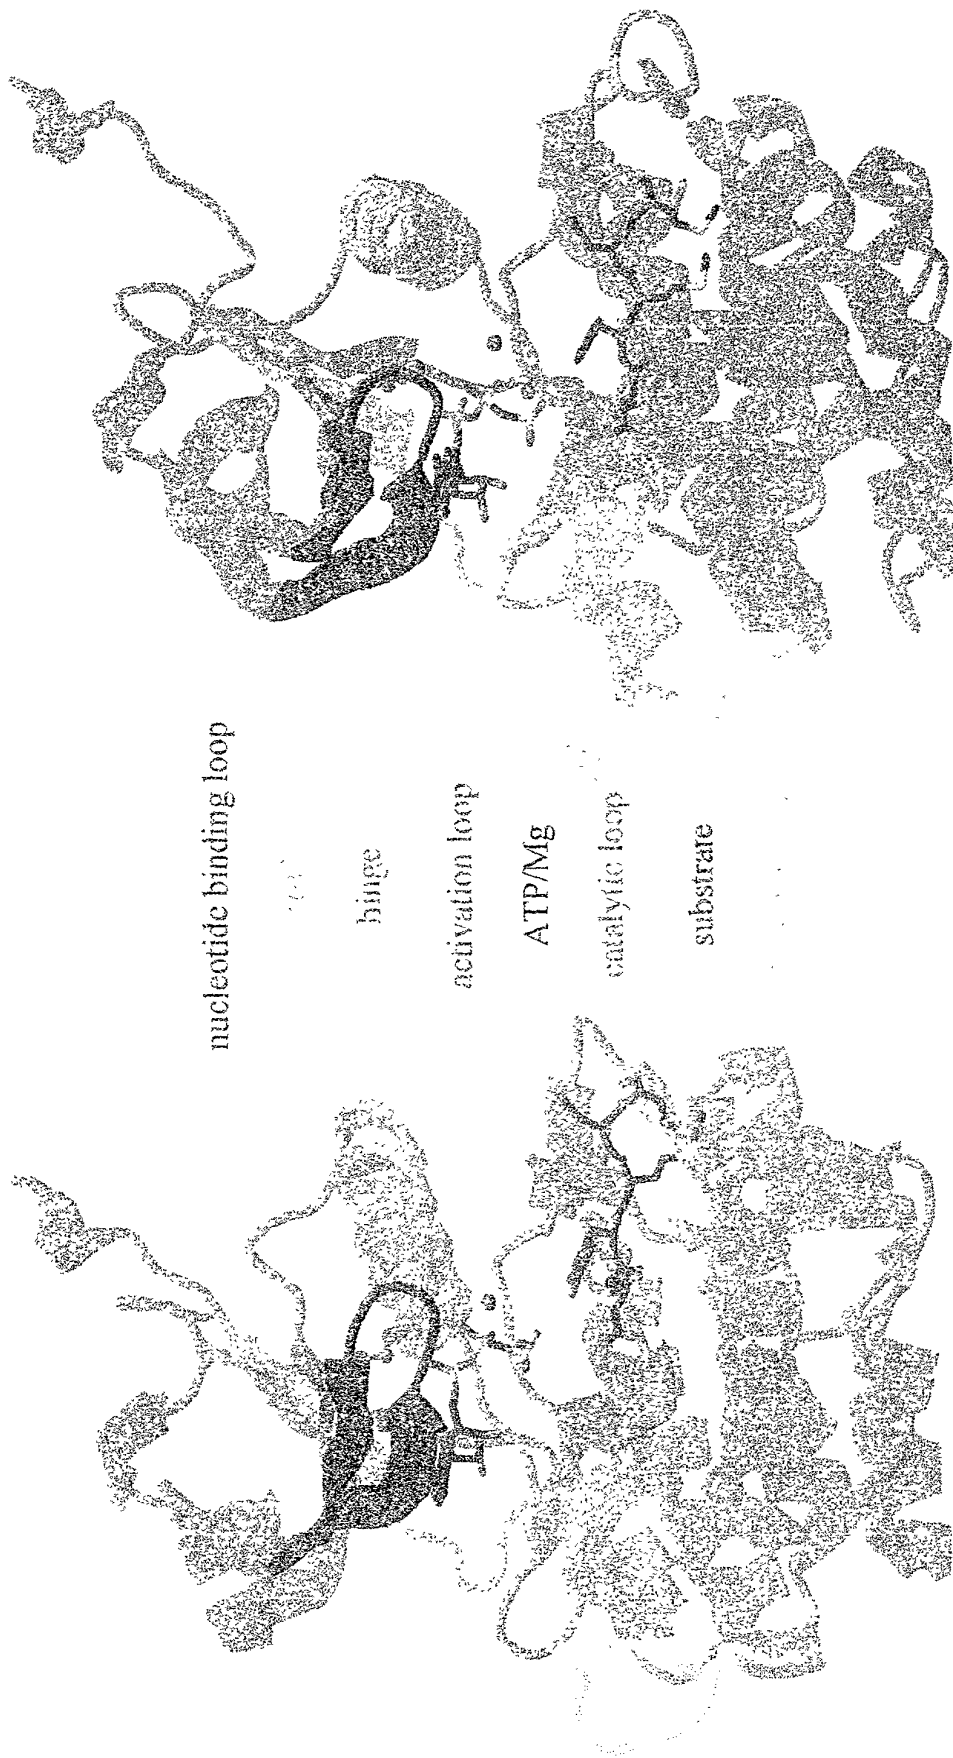 nucleotide binding loop
hinge
activation loop
ATP/Mg
catalytic loop
substrate